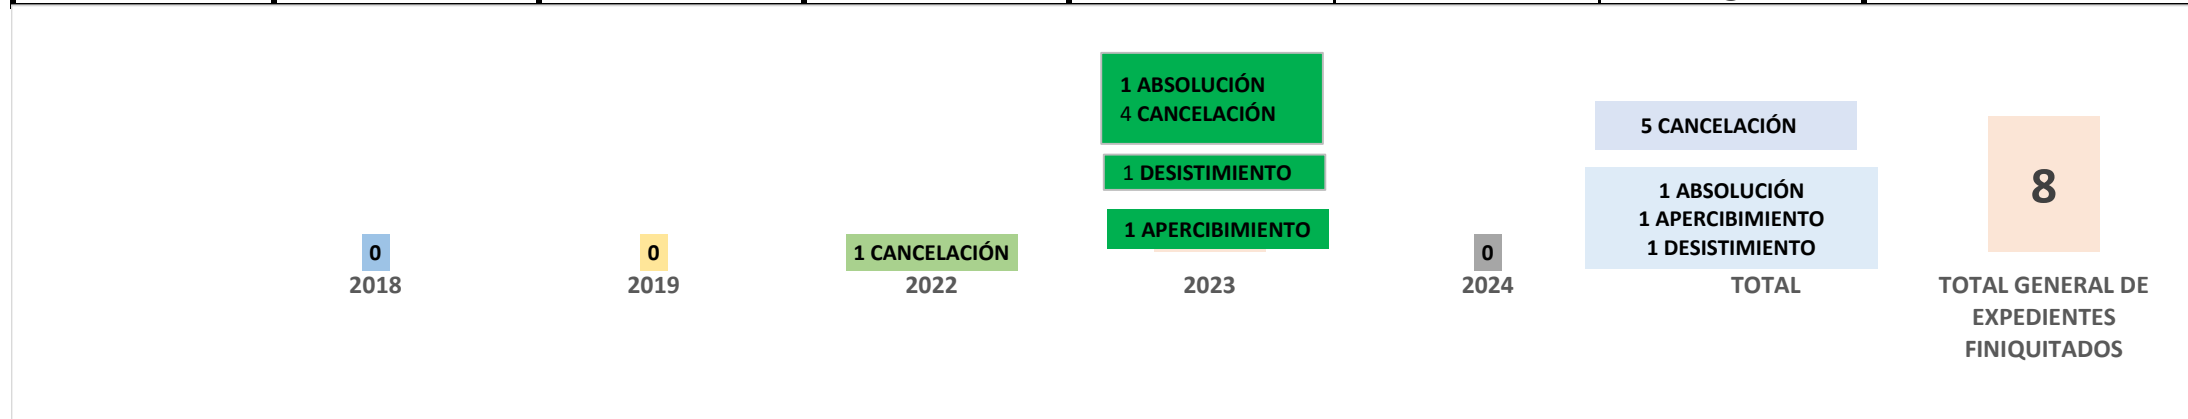 1 ABSOLUCIÓN
4 CANCELACIÓN
1 DESISTIMIENTO
1 APERCIBIMIENTO
5 CANCELACIÓN
1 ABSOLUCIÓN
1 APERCIBIMIENTO
1 DESISTIMIENTO
8
0
0
1 CANCELACIÓN
0
2018
2019
2022
2023
2024
TOTAL
TOTAL GENERAL DE
EXPEDIENTES
FINIQUITADOS